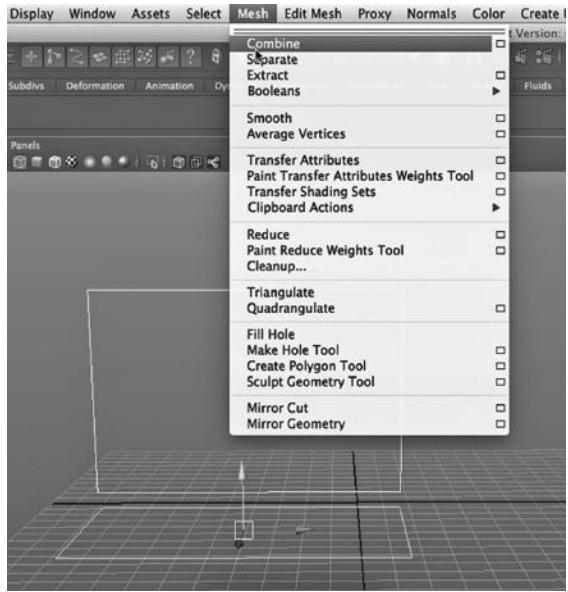 Display Window Assets Select Mesh Edit Mesh Proxy Normals Color Create
t Version:
Subdivs Deformation Animation Dy Fluids
Panels
Combine
Separate
Extract
Booleans
Smooth
Average Vertices
Transfer Attributes
Paint Transfer Attributes Weights Tool
Transfer Shading Sets
Clipboard Actions
Reduce
Paint Reduce Weights Tool
Cleanup...
Triangulate
Quadrangulate
Fill Hole
Make Hole Tool
Create Polygon Tool
Sculpt Geometry Tool
Mirror Cut
Mirror Geometry